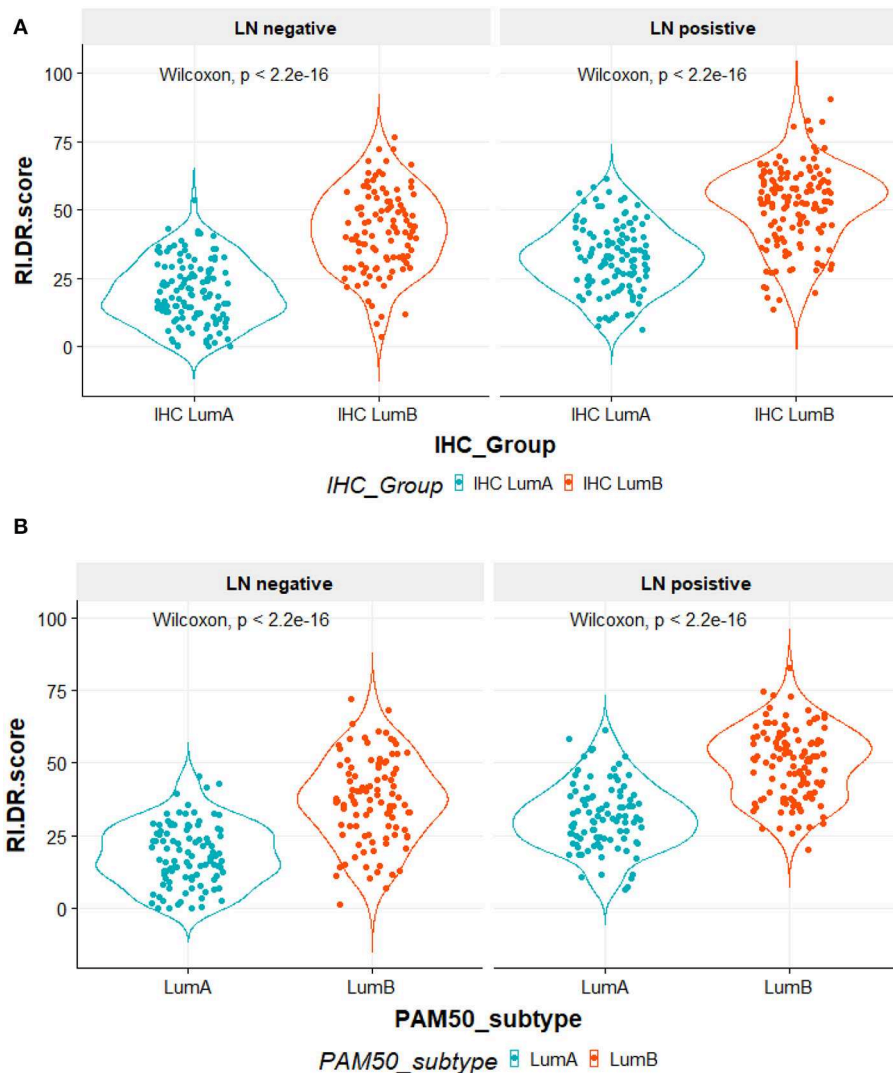 A
LN negative
LN posistive
Wilcoxon, p < 2.2e-16
Wilcoxon, p < 2.2e-16
100
75
50
25
0
RI.DR.score
IHC LumA
IHC LumB
IHC LumA
IHC LumB
IHC_Group
IHC_Group IHC LumA IHC LumB
B
LN negative
LN posistive
Wilcoxon, p < 2.2e-16
Wilcoxon, p < 2.2e-16
100
75
50
25
0
RI.DR.score
LumA
LumB
LumA
LumB
PAM50_subtype
PAM50_subtype LumA LumB